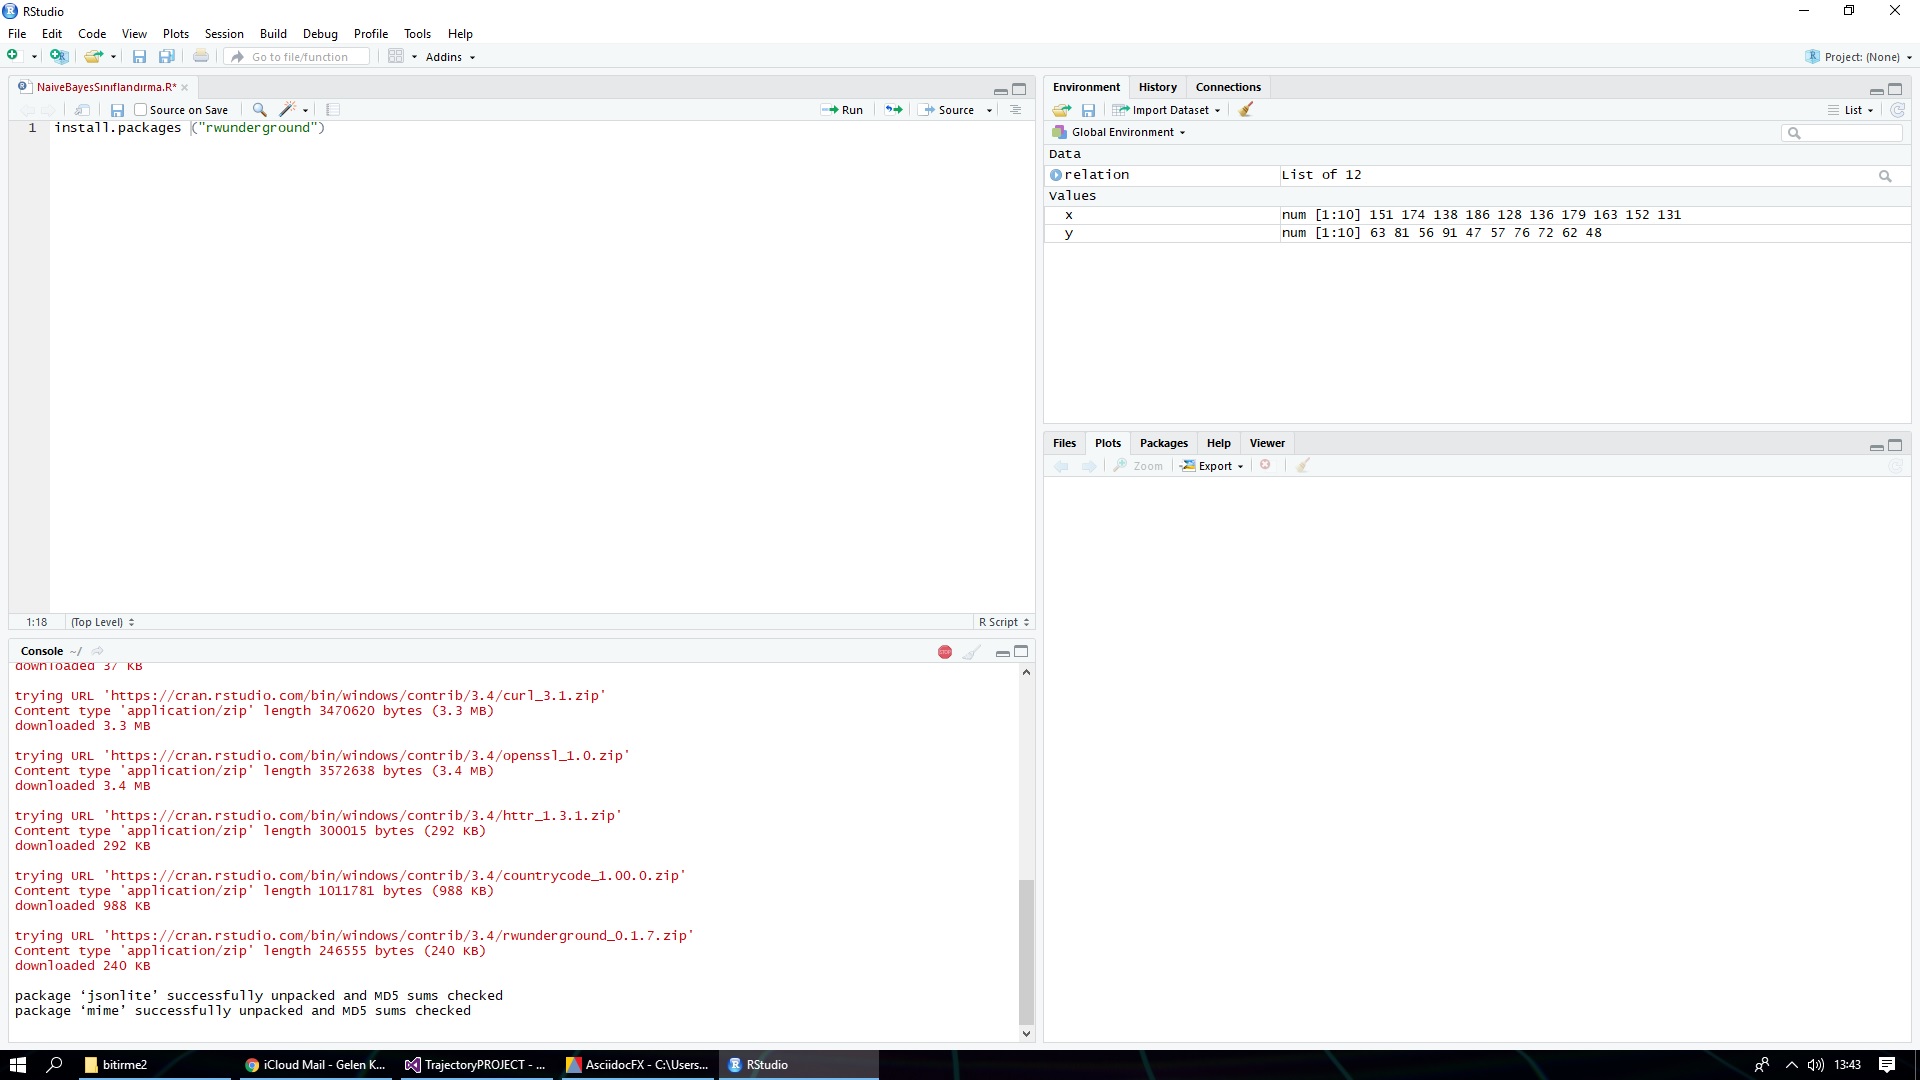 RStudio
File Edit Code View Plots Session Build Debug Profile Tools Help
Go to file/function Addins Project: (None)
NaiveBayesSınıflandırma.R*
Source on Save Run Source
1 install.packages ("rwunderground")
1:18 (Top Level) R Script
Console ~/
downloaded 37 KB
trying URL 'https://cran.rstudio.com/bin/windows/contrib/3.4/curl_3.1.zip'
Content type 'application/zip' length 3470620 bytes (3.3 MB)
downloaded 3.3 MB
trying URL 'https://cran.rstudio.com/bin/windows/contrib/3.4/openssl_1.0.zip'
Content type 'application/zip' length 3572638 bytes (3.4 MB)
downloaded 3.4 MB
trying URL 'https://cran.rstudio.com/bin/windows/contrib/3.4/httr_1.3.1.zip'
Content type 'application/zip' length 300015 bytes (292 KB)
downloaded 292 KB
trying URL 'https://cran.rstudio.com/bin/windows/contrib/3.4/countrycode_1.00.0.zip'
Content type 'application/zip' length 1011781 bytes (988 KB)
downloaded 988 KB
trying URL 'https://cran.rstudio.com/bin/windows/contrib/3.4/rwunderground_0.1.7.zip'
Content type 'application/zip' length 246555 bytes (240 KB)
downloaded 240 KB
package ‘jsonlite’ successfully unpacked and MD5 sums checked
package ‘mime’ successfully unpacked and MD5 sums checked
Environment History Connections
Import Dataset List
Global Environment
Data
relation List of 12
Values
x num [1:10] 151 174 138 186 128 136 179 163 152 131
y num [1:10] 63 81 56 91 47 57 76 72 62 48
Files Plots Packages Help Viewer
Zoom Export
bitirme2 iCloud Mail - Gelen K... TrajectoryPROJECT - ... AsciidocFX - C:\Users... RStudio 13:43